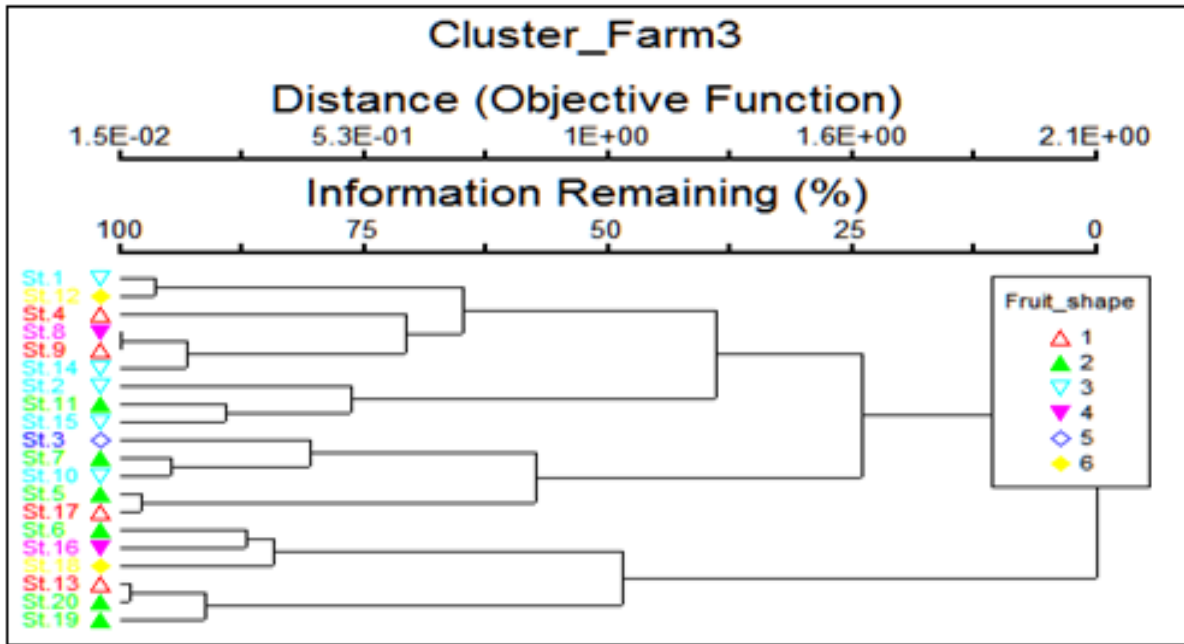 Cluster_Farm3
Distance (Objective Function)
1.5E-02 5.3E-01 1E+00 1.6E+00 2.1E+00
Information Remaining (%)
100 75 50 25 0
St.1
St.12
St.4
St.8
St.9
St.14
St.2
St.11
St.15
St.3
St.7
St.10
St.5
St.17
St.6
St.16
St.18
St.13
St.20
St.19
Fruit_shape
1
2
3
4
5
6